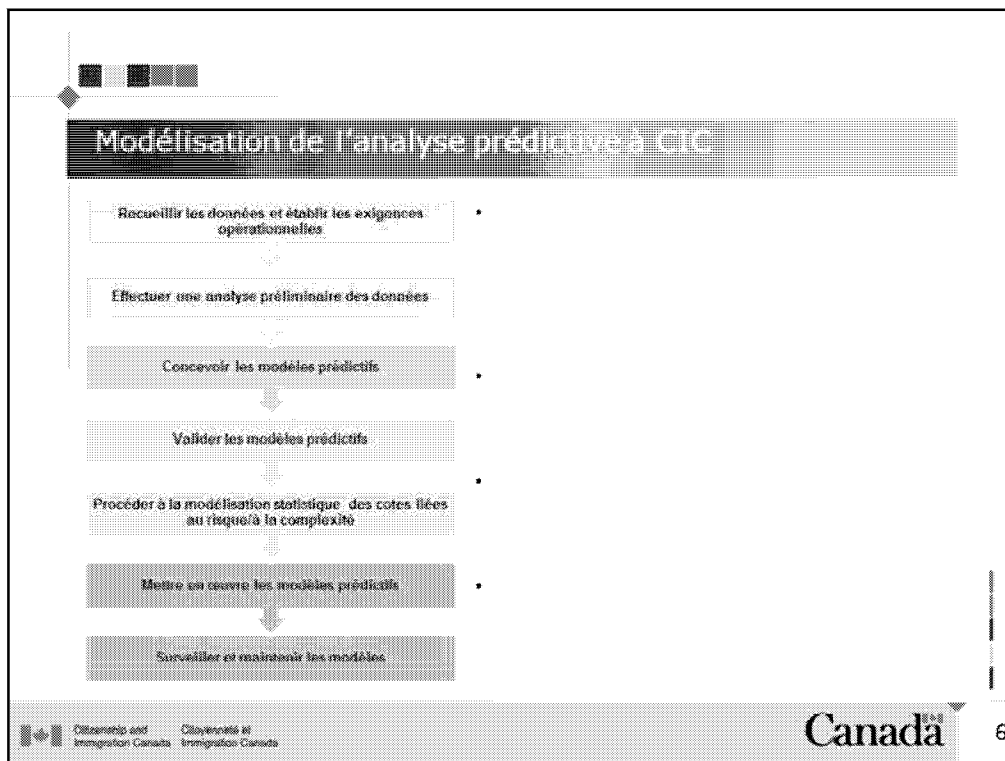 Modélisation de l'analyse prédictive à CIC
Recueillir les données et établir les exigences
opérationnelles
Effectuer une analyse préliminaire des données
Concevoir les modèles prédictifs
Valider les modèles prédictifs
Procéder à la modélisation statistique des cotes liées
au risque/à la complexité
Mettre en œuvre les modèles prédictifs
Surveiller et maintenir les modèles
Citizenship and
Immigration Canada
Citoyenneté et
Immigration Canada
Canada
6